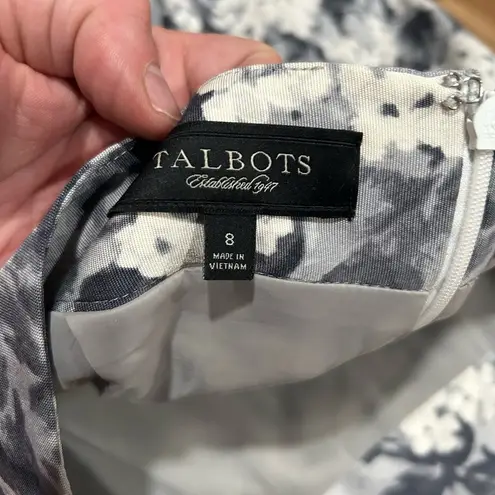 TALBOTS
Established 1947
8
MADE IN
VIETNAM